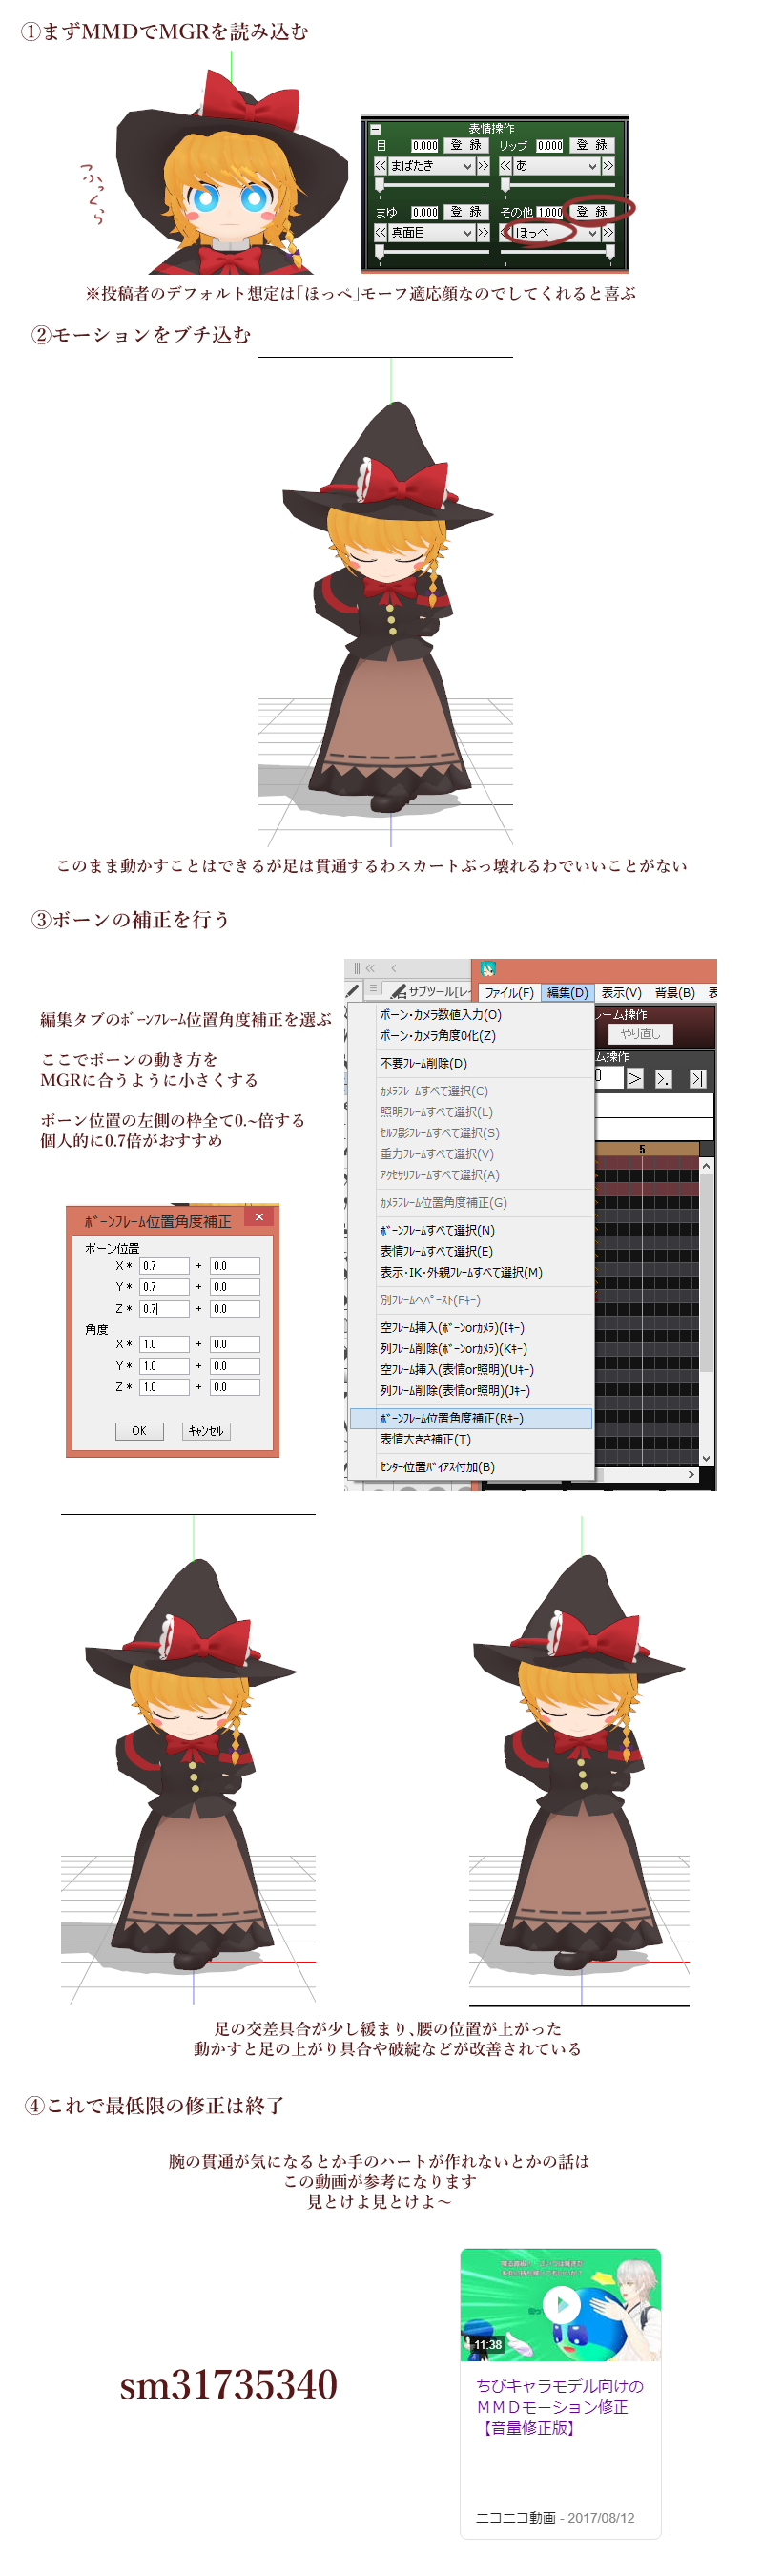 ①まずMMDでMGRを読み込む
ふっくら
表情操作
目 0.000 登 録 リップ 0.000 登 録
<< まばたき >> << あ >>
まゆ 0.000 登 録 その他 1.000 登 録
<< 真面目 >> << ほっぺ >>
※投稿者のデフォルト想定は｢ほっぺ｣モーフ適応顔なのでしてくれると喜ぶ
②モーションをブチ込む
このまま動かすことはできるが足は貫通するわスカートぶっ壊れるわでいいことがない
③ボーンの補正を行う
編集タブのﾎﾞｰﾝﾌﾚｰﾑ位置角度補正を選ぶ
ここでボーンの動き方を
MGRに合うように小さくする
ボーン位置の左側の枠全て0.~倍する
個人的に0.7倍がおすすめ
サブツール[レイ
ファイル(F) 編集(D) 表示(V) 背景(B) 表
ボーン･カメラ数値入力(O)
ボーン･カメラ角度0化(Z)
不要フレーム削除(D)
ｶﾒﾗﾌﾚｰﾑすべて選択(C)
照明ﾌﾚｰﾑすべて選択(L)
ｾﾙﾌ影ﾌﾚｰﾑすべて選択(S)
重力ﾌﾚｰﾑすべて選択(V)
ｱｸｾｻﾘﾌﾚｰﾑすべて選択(A)
ｶﾒﾗﾌﾚｰﾑ位置角度補正(G)
ﾎﾞｰﾝﾌﾚｰﾑすべて選択(N)
表情ﾌﾚｰﾑすべて選択(E)
表示･IK･外親ﾌﾚｰﾑすべて選択(M)
別ﾌﾚｰﾑへﾍﾟｰｽﾄ(Fｷｰ)
空ﾌﾚｰﾑ挿入(ﾎﾞｰﾝorｶﾒﾗ)(Iｷｰ)
列ﾌﾚｰﾑ削除(ﾎﾞｰﾝorｶﾒﾗ)(Kｷｰ)
空ﾌﾚｰﾑ挿入(表情or照明)(Uｷｰ)
列ﾌﾚｰﾑ削除(表情or照明)(Jｷｰ)
ﾎﾞｰﾝﾌﾚｰﾑ位置角度補正(Rｷｰ)
表情大きさ補正(T)
ｾﾝﾀｰ位置ﾊﾞｲｱｽ付加(B)
レーム操作
やり直し
ム操作
0 > >. >|
5
ﾎﾞｰﾝﾌﾚｰﾑ位置角度補正 ×
ボーン位置
X * 0.7 + 0.0
Y * 0.7 + 0.0
Z * 0.7 + 0.0
角度
X * 1.0 + 0.0
Y * 1.0 + 0.0
Z * 1.0 + 0.0
OK ｷｬﾝｾﾙ
足の交差具合が少し緩まり､腰の位置が上がった
動かすと足の上がり具合や破綻などが改善されている
④これで最低限の修正は終了
腕の貫通が気になるとか手のハートが作れないとかの話は
この動画が参考になります
見とけよ見とけよ～
sm31735340
11:38
ちびキャラモデル向けの
ＭＭＤモーション修正
【音量修正版】
ニコニコ動画 - 2017/08/12